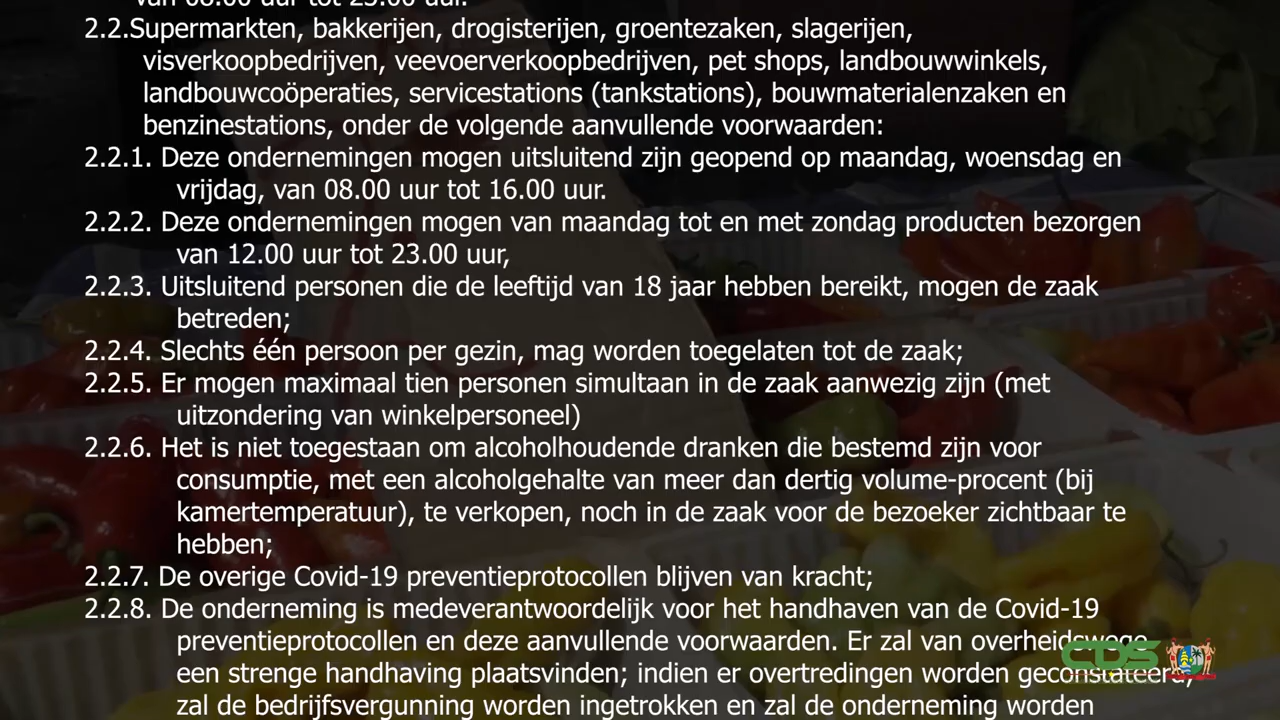 van 08.00 uur tot 23.00 uur.
2.2.Supermarkten, bakkerijen, drogisterijen, groentezaken, slagerijen,
visverkoopbedrijven, veevoerverkoopbedrijven, pet shops, landbouwwinkels,
landbouwcoöperaties, servicestations (tankstations), bouwmaterialenzaken en
benzinestations, onder de volgende aanvullende voorwaarden:
2.2.1. Deze ondernemingen mogen uitsluitend zijn geopend op maandag, woensdag en
vrijdag, van 08.00 uur tot 16.00 uur.
2.2.2. Deze ondernemingen mogen van maandag tot en met zondag producten bezorgen
van 12.00 uur tot 23.00 uur,
2.2.3. Uitsluitend personen die de leeftijd van 18 jaar hebben bereikt, mogen de zaak
betreden;
2.2.4. Slechts één persoon per gezin, mag worden toegelaten tot de zaak;
2.2.5. Er mogen maximaal tien personen simultaan in de zaak aanwezig zijn (met
uitzondering van winkelpersoneel)
2.2.6. Het is niet toegestaan om alcoholhoudende dranken die bestemd zijn voor
consumptie, met een alcoholgehalte van meer dan dertig volume-procent (bij
kamertemperatuur), te verkopen, noch in de zaak voor de bezoeker zichtbaar te
hebben;
2.2.7. De overige Covid-19 preventieprotocollen blijven van kracht;
2.2.8. De onderneming is medeverantwoordelijk voor het handhaven van de Covid-19
preventieprotocollen en deze aanvullende voorwaarden. Er zal van overheidswege
een strenge handhaving plaatsvinden; indien er overtredingen worden geconstateerd,
zal de bedrijfsvergunning worden ingetrokken en zal de onderneming worden
CDS